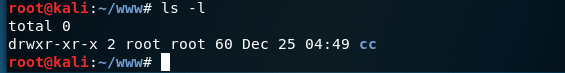 root@kali:~/www# ls -l
total 0
drwxr-xr-x 2 root root 60 Dec 25 04:49 cc
root@kali:~/www#